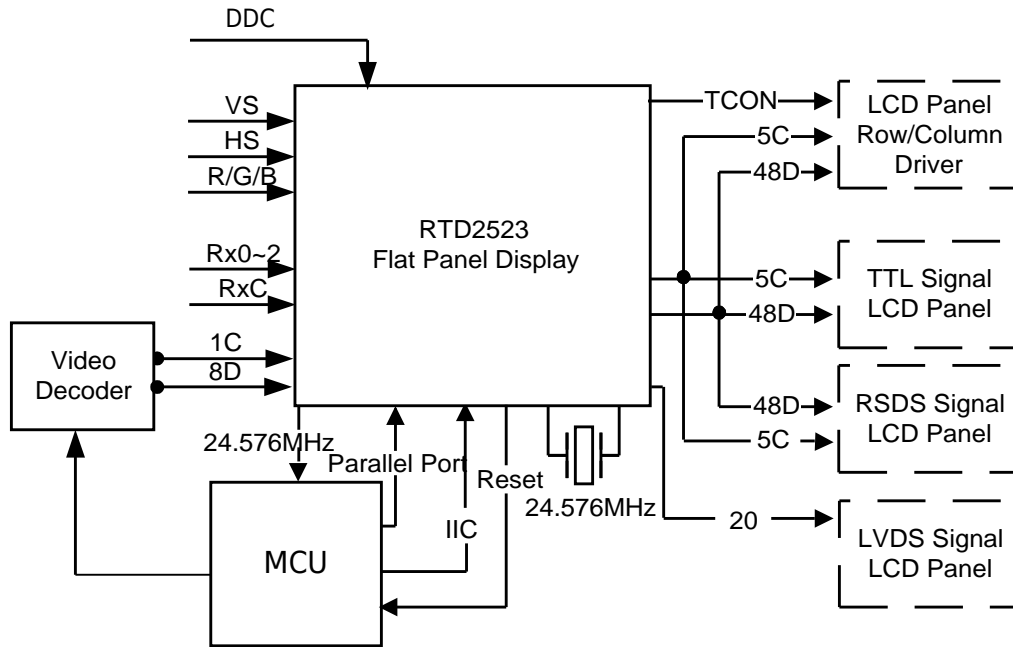 DDC
VS
HS
R/G/B
Rx0~2
RxC
1C
8D
Video
Decoder
RTD2523
Flat Panel Display
TCON
5C
48D
LCD Panel
Row/Column
Driver
5C
48D
TTL Signal
LCD Panel
48D
5C
RSDS Signal
LCD Panel
20
LVDS Signal
LCD Panel
24.576MHz
Parallel Port
IIC
Reset
24.576MHz
MCU